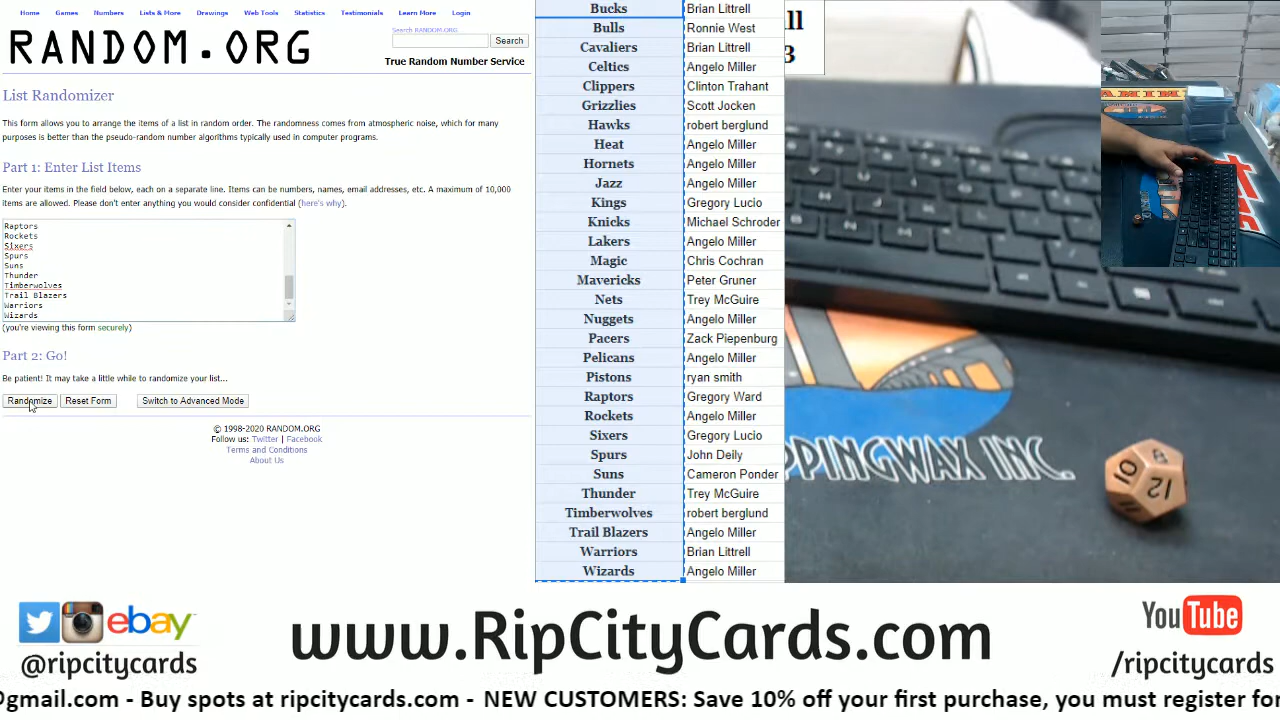 Home Games Numbers Lists & More Drawings Web Tools Statistics Testimonials Learn More Login
RANDOM.ORG
Search RANDOM.ORG
Search
True Random Number Service
List Randomizer
This form allows you to arrange the items of a list in random order. The randomness comes from atmospheric noise, which for many
purposes is better than the pseudo-random number algorithms typically used in computer programs.
Part 1: Enter List Items
Enter your items in the field below, each on a separate line. Items can be numbers, names, email addresses, etc. A maximum of 10,000
items are allowed. Please don't enter anything you would consider confidential (here's why).
Raptors
Rockets
Sixers
Spurs
Suns
Thunder
Timberwolves
Trail Blazers
Warriors
Wizards
(you're viewing this form securely)
Part 2: Go!
Be patient! It may take a little while to randomize your list...
Randomize Reset Form Switch to Advanced Mode
© 1998-2020 RANDOM.ORG
Follow us: Twitter | Facebook
Terms and Conditions
About Us
Bucks Brian Littrell
Bulls Ronnie West
Cavaliers Brian Littrell
Celtics Angelo Miller
Clippers Clinton Trahant
Grizzlies Scott Jocken
Hawks robert berglund
Heat Angelo Miller
Hornets Angelo Miller
Jazz Angelo Miller
Kings Gregory Lucio
Knicks Michael Schroder
Lakers Angelo Miller
Magic Chris Cochran
Mavericks Peter Gruner
Nets Trey McGuire
Nuggets Angelo Miller
Pacers Zack Piepenburg
Pelicans Angelo Miller
Pistons ryan smith
Raptors Gregory Ward
Rockets Angelo Miller
Sixers Gregory Lucio
Spurs John Deily
Suns Cameron Ponder
Thunder Trey McGuire
Timberwolves robert berglund
Trail Blazers Angelo Miller
Warriors Brian Littrell
Wizards Angelo Miller
ll
3
PPINGWAX INC.
10
12
ebay
@ripcitycards
www.RipCityCards.com
YouTube
/ripcitycards
@gmail.com - Buy spots at ripcitycards.com - NEW CUSTOMERS: Save 10% off your first purchase, you must register for